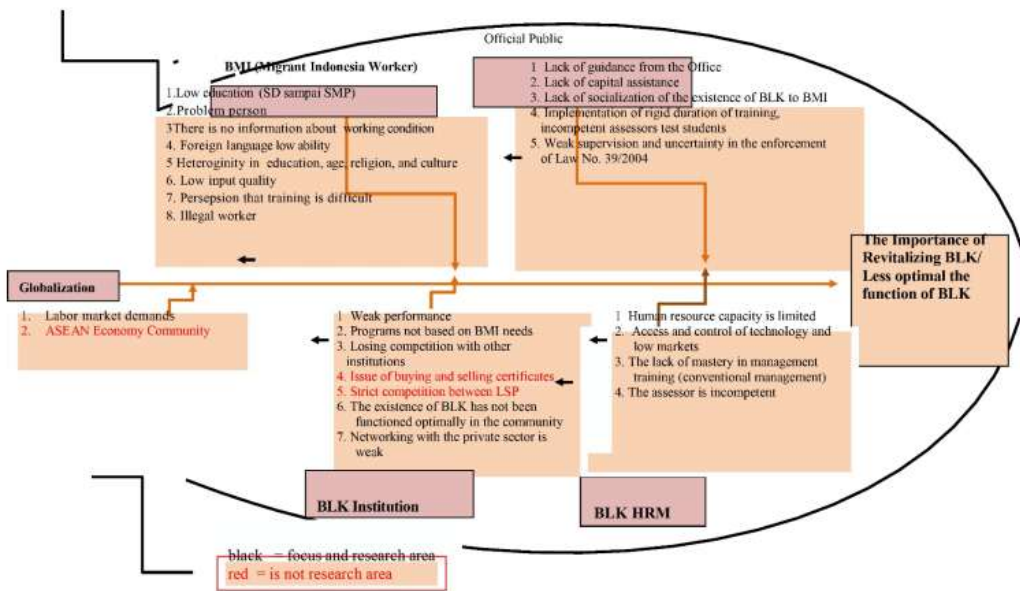 Official Public
BMI (Migrant Indonesia Worker)
1.Low education (SD sampai SMP)
2.Problem person
3There is no information about working condition
4. Foreign language low ability
5 Heteroginity in education, age, religion, and culture
6. Low input quality
7. Persepsion that training is difficult
8. Illegal worker
1 Lack of guidance from the Office
2. Lack of capital assistance
3. Lack of socialization of the existence of BLK to BMI
4. Implementation of rigid duration of training,
incompetent assessors test students
5. Weak supervision and uncertainty in the enforcement
of Law No. 39/2004
The Importance of
Revitalizing BLK/
Less optimal the
function of BLK
Globalization
1. Labor market demands
2. ASEAN Economy Community
1 Weak performance
2. Programs not based on BMI needs
3. Losing competition with other
institutions
4. Issue of buying and selling certificates
5. Strict competition between LSP
6. The existence of BLK has not been
functioned optimally in the community
7. Networking with the private sector is
weak
1 Human resource capacity is limited
2. Access and control of technology and
low markets
3. The lack of mastery in management
training (conventional management)
4. The assessor is incompetent
BLK Institution
BLK HRM
black = focus and research area
red = is not research area